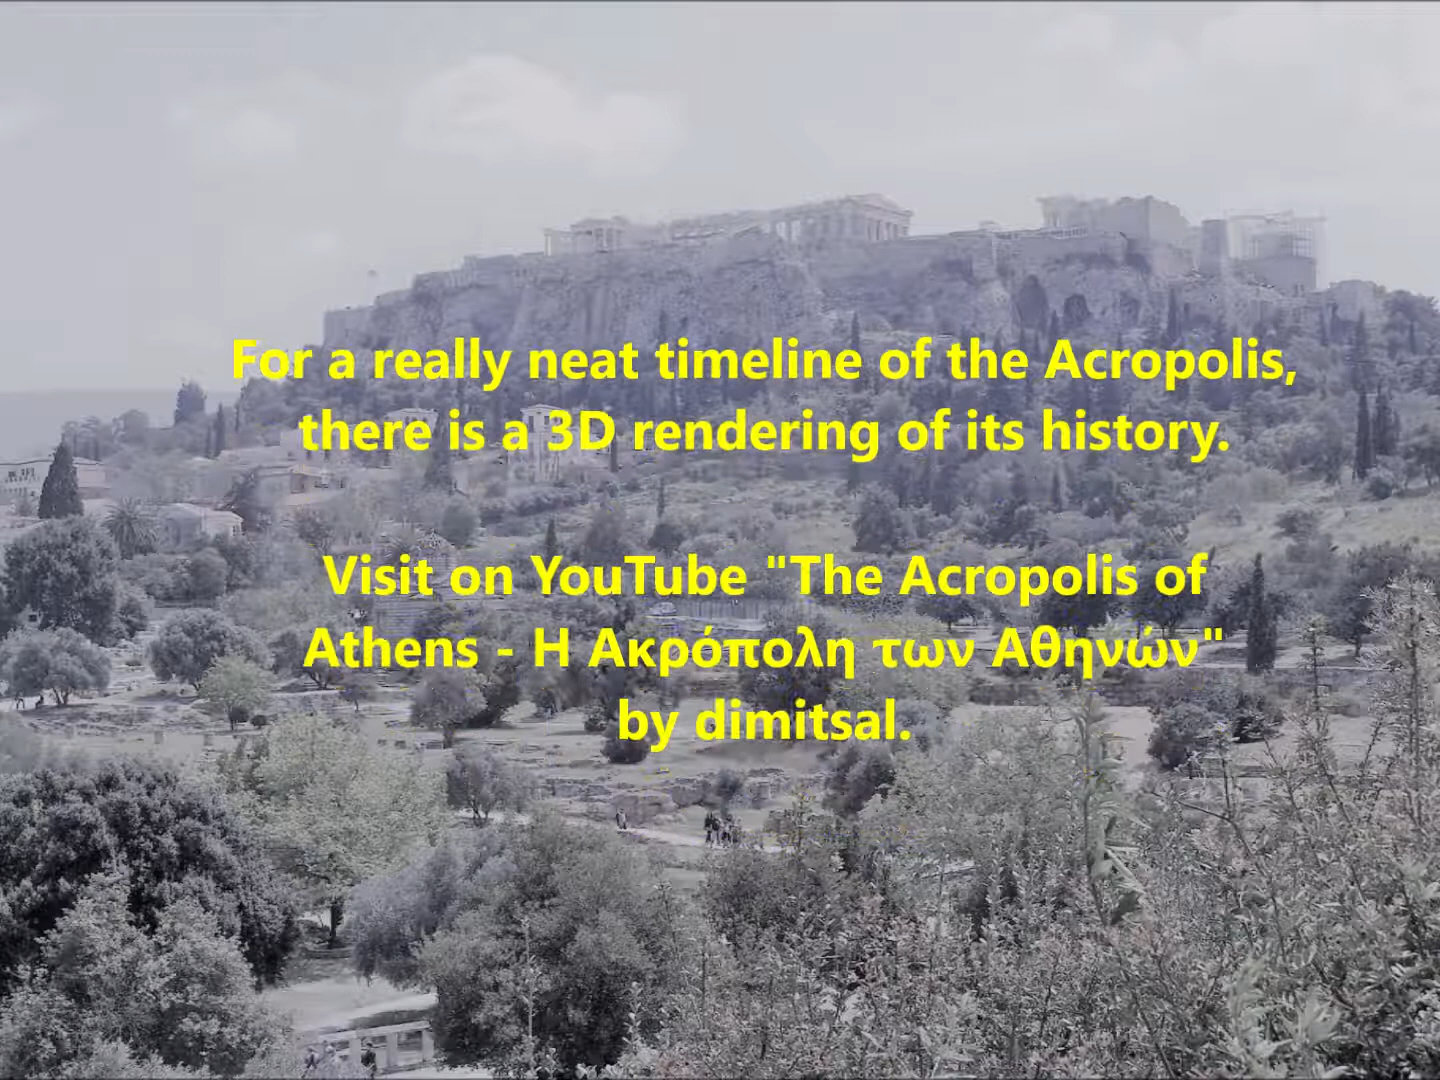 For a really neat timeline of the Acropolis,
there is a 3D rendering of its history.
Visit on YouTube "The Acropolis of
Athens - Η Ακρόπολη των Αθηνών"
by dimitsal.